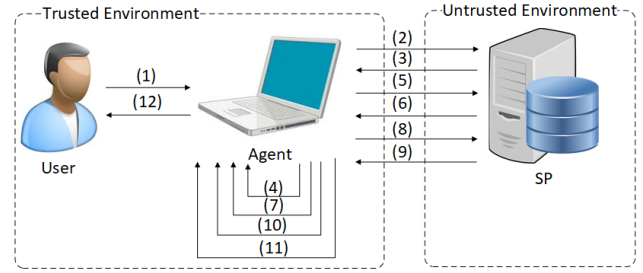 Trusted Environment
Untrusted Environment
(1)
(12)
(2)
(3)
(5)
(6)
(8)
(9)
User
Agent
SP
(4)
(7)
(10)
(11)